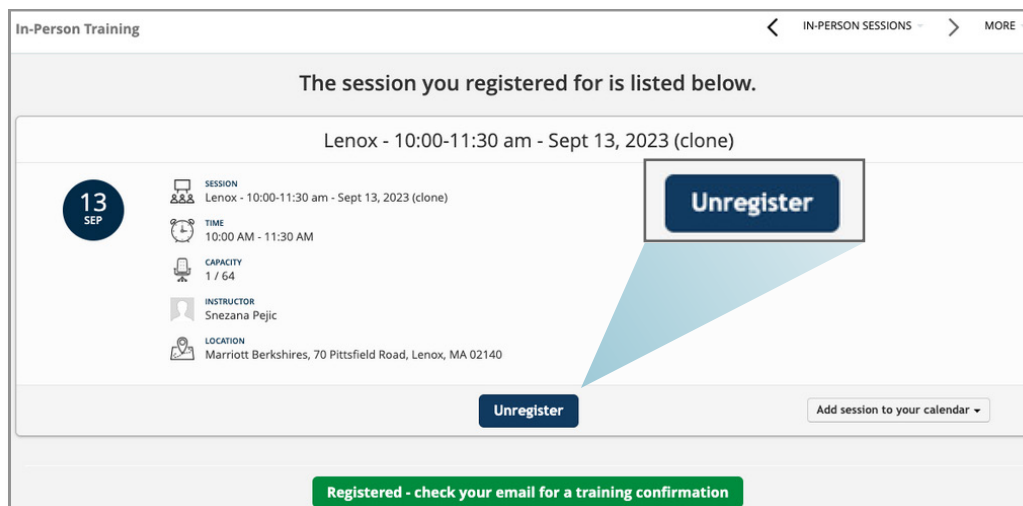 In-Person Training
IN-PERSON SESSIONS
MORE
The session you registered for is listed below.
Lenox - 10:00-11:30 am - Sept 13, 2023 (clone)
13
SEP
SESSION
Lenox - 10:00-11:30 am - Sept 13, 2023 (clone)
TIME
10:00 AM - 11:30 AM
CAPACITY
1 / 64
INSTRUCTOR
Snezana Pejic
LOCATION
Marriott Berkshires, 70 Pittsfield Road, Lenox, MA 02140
Unregister
Unregister
Add session to your calendar
Registered - check your email for a training confirmation